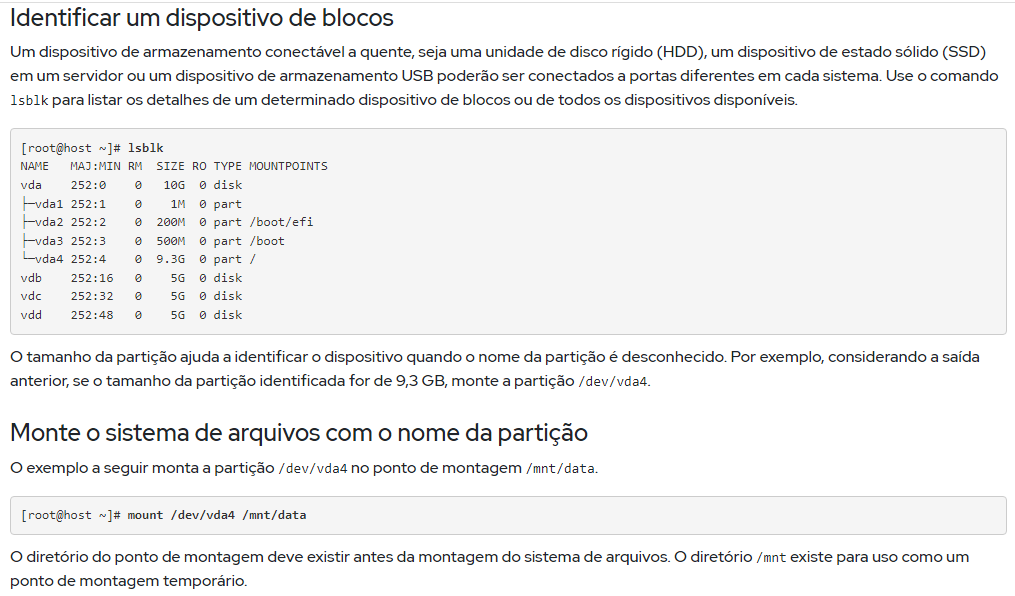 Identificar um dispositivo de blocos
Um dispositivo de armazenamento conectável a quente, seja uma unidade de disco rígido (HDD), um dispositivo de estado sólido (SSD)
em um servidor ou um dispositivo de armazenamento USB poderão ser conectados a portas diferentes em cada sistema. Use o comando
lsblk para listar os detalhes de um determinado dispositivo de blocos ou de todos os dispositivos disponíveis.
[root@host ~]# lsblk
NAME   MAJ:MIN RM  SIZE RO TYPE MOUNTPOINTS
vda    252:0    0   10G  0 disk
├─vda1 252:1    0    1M  0 part
├─vda2 252:2    0  200M  0 part /boot/efi
├─vda3 252:3    0  500M  0 part /boot
└─vda4 252:4    0  9.3G  0 part /
vdb    252:16   0    5G  0 disk
vdc    252:32   0    5G  0 disk
vdd    252:48   0    5G  0 disk
O tamanho da partição ajuda a identificar o dispositivo quando o nome da partição é desconhecido. Por exemplo, considerando a saída
anterior, se o tamanho da partição identificada for de 9,3 GB, monte a partição /dev/vda4.
Monte o sistema de arquivos com o nome da partição
O exemplo a seguir monta a partição /dev/vda4 no ponto de montagem /mnt/data.
[root@host ~]# mount /dev/vda4 /mnt/data
O diretório do ponto de montagem deve existir antes da montagem do sistema de arquivos. O diretório /mnt existe para uso como um
ponto de montagem temporário.